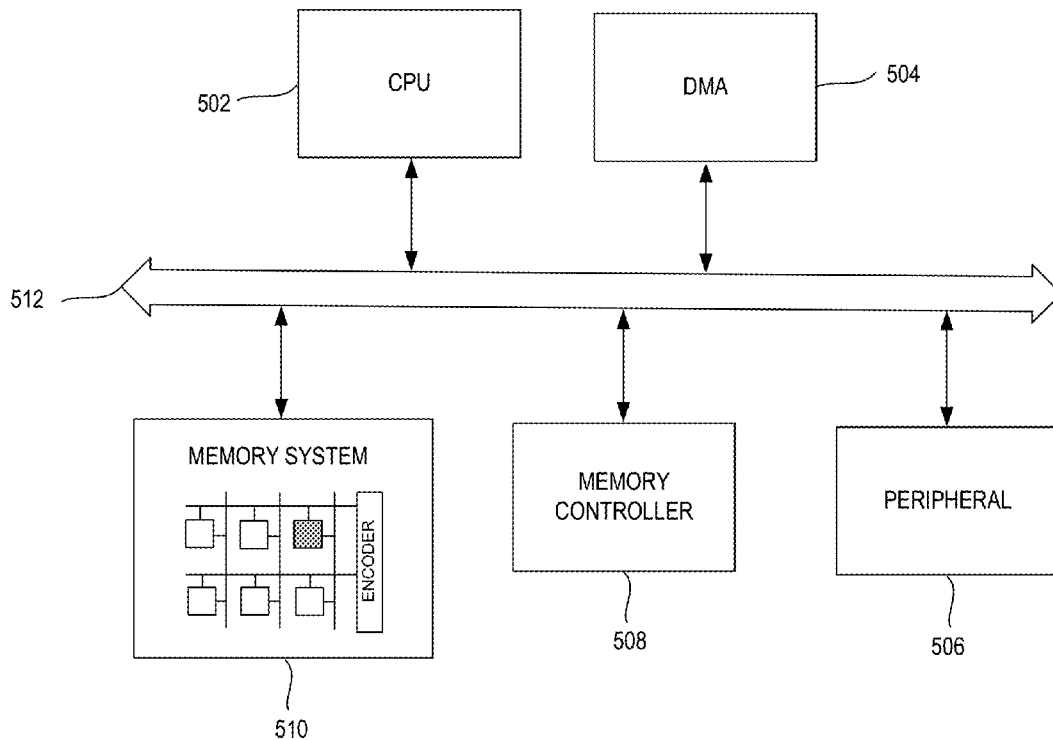 CPU
DMA
502
504
512
MEMORY SYSTEM
ENCODER
MEMORY
CONTROLLER
PERIPHERAL
508
506
510